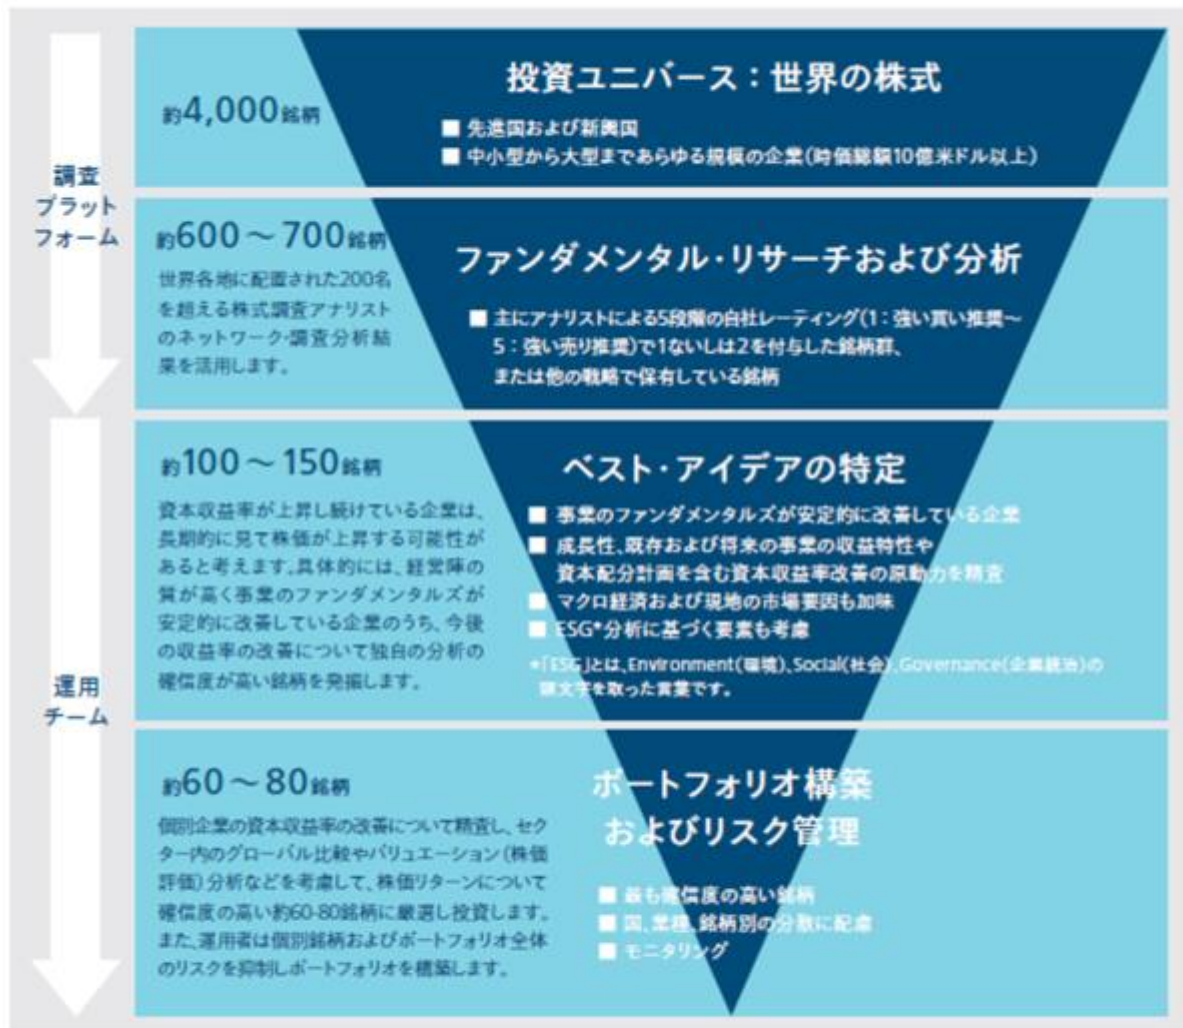 調査
プラット
フォーム
約4,000銘柄
投資ユニバース：世界の株式
■ 先進国および新興国
■ 中小型から大型まであらゆる規模の企業（時価総額10億米ドル以上）
約600～700銘柄
世界各地に配置された200名
を超える株式調査アナリスト
のネットワーク・調査分析結
果を活用します。
ファンダメンタル・リサーチおよび分析
■ 主にアナリストによる5段階の自社レーティング（1：強い買い推奨～
5：強い売り推奨）で1ないしは2を付与した銘柄群、
または他の戦略で保有している銘柄
運用
チーム
約100～150銘柄
資本収益率が上昇し続けている企業は、
長期的に見て株価が上昇する可能性が
あると考えます。具体的には、経営陣の
質が高く事業のファンダメンタルズが
安定的に改善している企業のうち、今後
の収益率の改善について独自の分析の
確信度が高い銘柄を発掘します。
ベスト・アイデアの特定
■ 事業のファンダメンタルズが安定的に改善している企業
■ 成長性、既存および将来の事業の収益特性や
資本配分計画を含む資本収益率改善の原動力を精査
■ マクロ経済および現地の市場要因も加味
■ ESG*分析に基づく要素も考慮
*「ESG」とは、Environment（環境）、Social（社会）、Governance（企業統治）の
頭文字を取った言葉です。
約60～80銘柄
個別企業の資本収益率の改善について精査し、セク
ター内のグローバル比較やバリュエーション（株価
評価）分析などを考慮して、株価リターンについて
確信度の高い約60-80銘柄に厳選し投資します。
また、運用者は個別銘柄およびポートフォリオ全体
のリスクを抑制しポートフォリオを構築します。
ポートフォリオ構築
およびリスク管理
■ 最も確信度の高い銘柄
■ 国、業種、銘柄別の分散に配慮
■ モニタリング